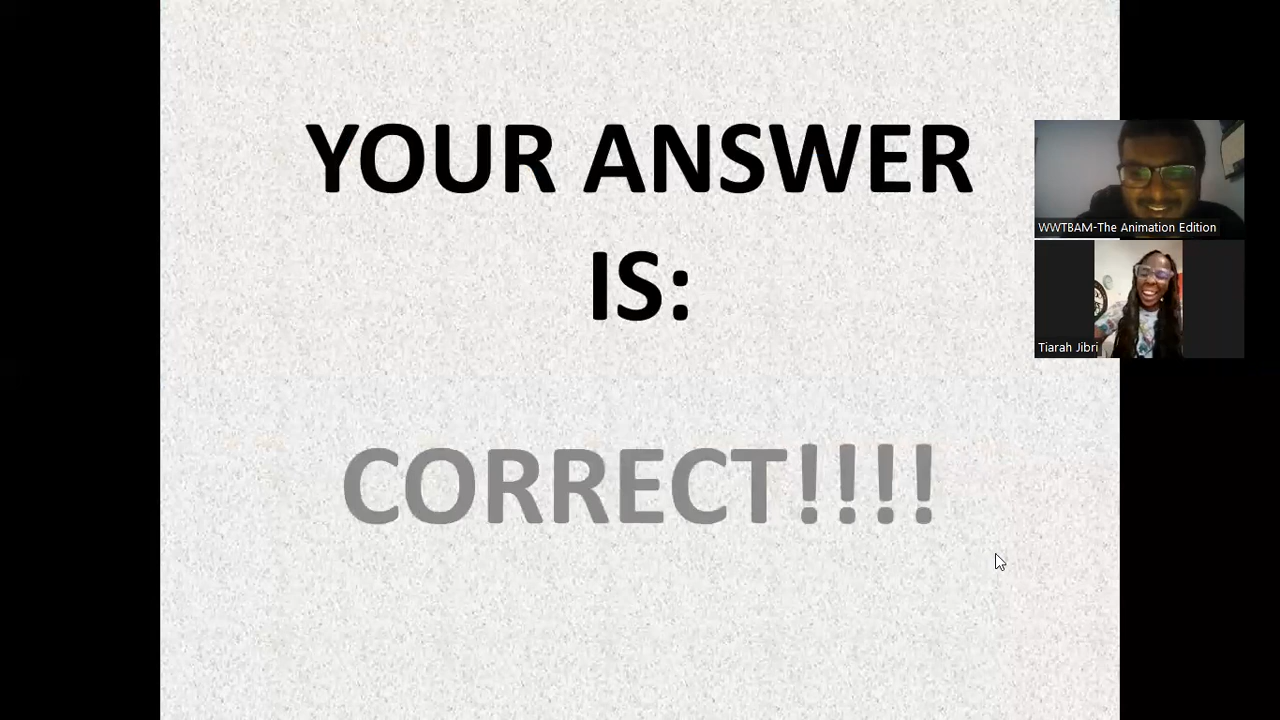 YOUR ANSWER
IS:
CORRECT!!!!
WWTBAM-The Animation Edition
Tiarah Jibri